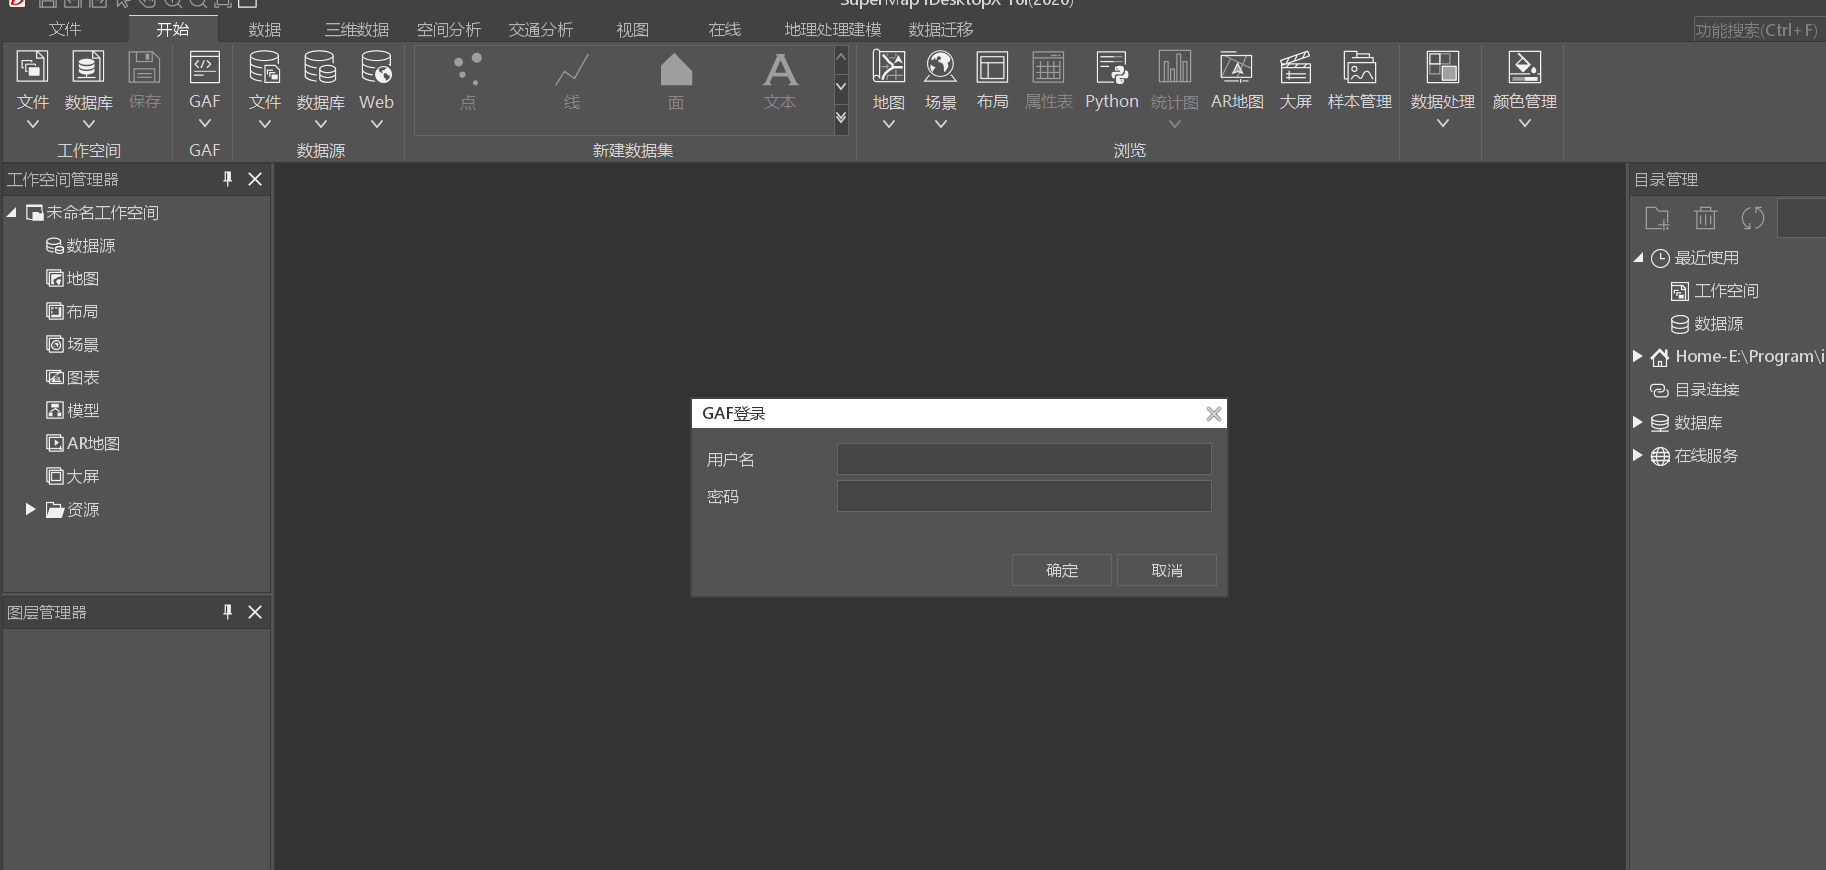 SuperMap iDesktopX 10i(2020)
文件 开始 数据 三维数据 空间分析 交通分析 视图 在线 地理处理建模 数据迁移 功能搜索(Ctrl+F)
文件 数据库 保存 GAF 文件 数据库 Web 点 线 面 文本 地图 场景 布局 属性表 Python 统计图 AR地图 大屏 样本管理 数据处理 颜色管理
工作空间 GAF 数据源 新建数据集 浏览
工作空间管理器
未命名工作空间
数据源
地图
布局
场景
图表
模型
AR地图
大屏
资源
图层管理器
GAF登录
用户名
密码
确定 取消
目录管理
最近使用
工作空间
数据源
Home-E:\Program\i
目录连接
数据库
在线服务